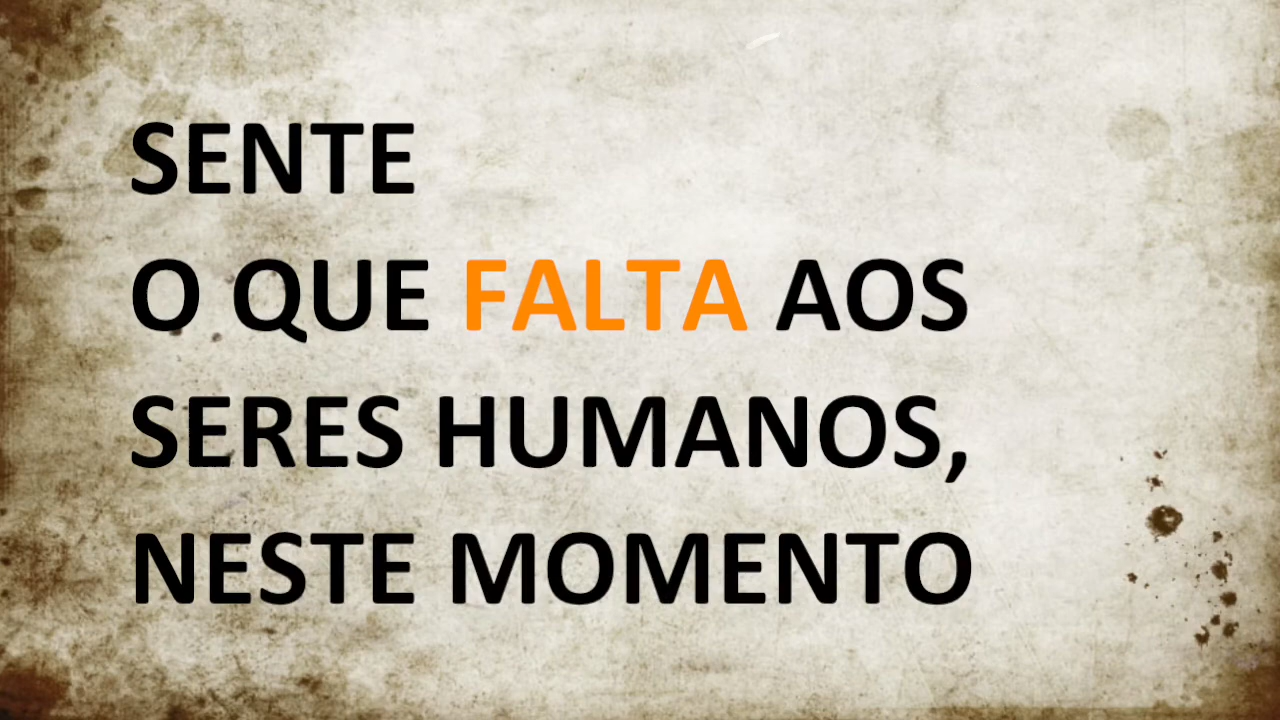 SENTE
O QUE FALTA AOS
SERES HUMANOS,
NESTE MOMENTO